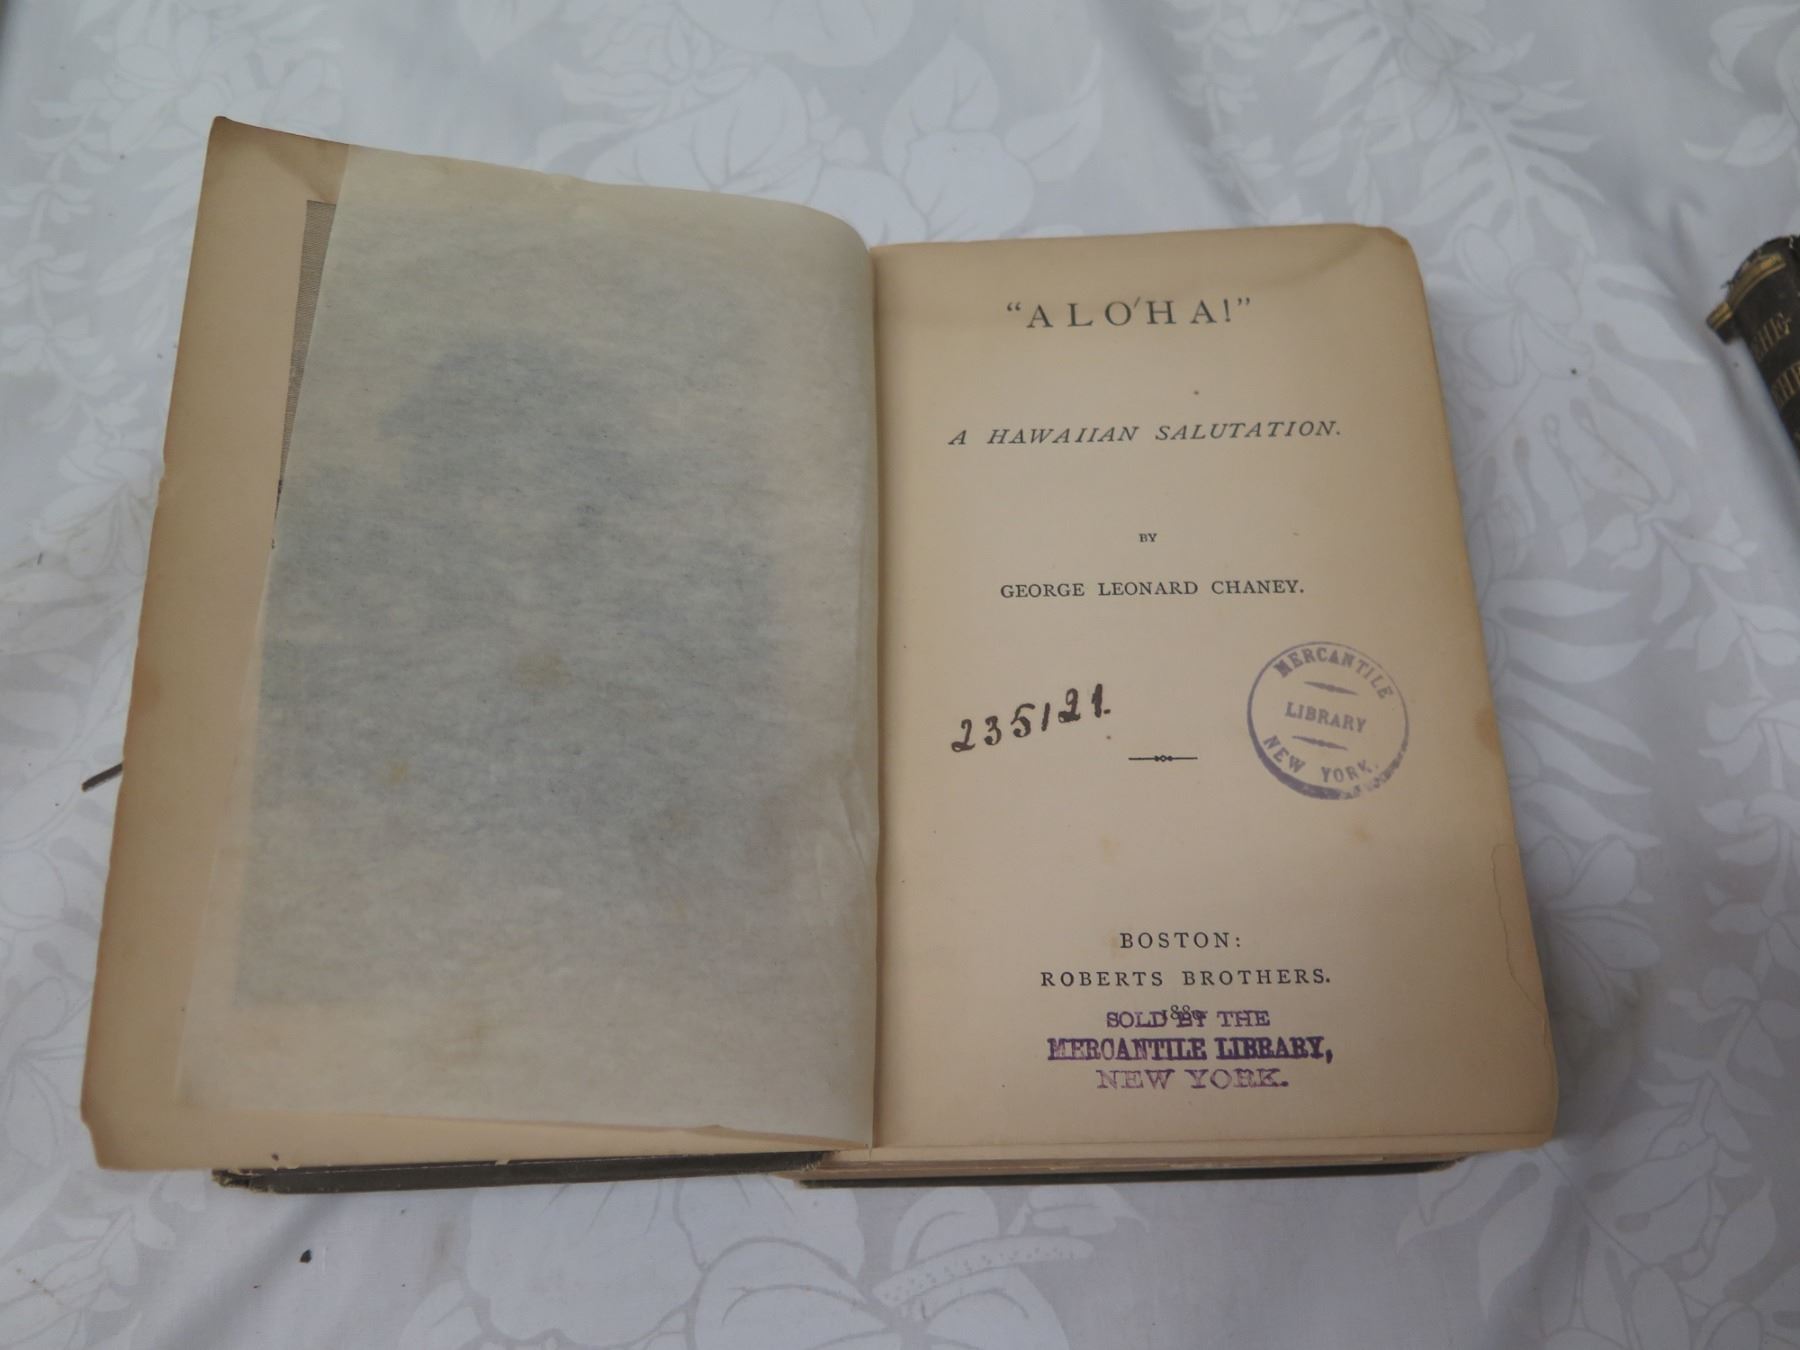 “ALO′HA!”
A HAWAIIAN SALUTATION.
BY
GEORGE LEONARD CHANEY.
235121.
MERCANTILE
LIBRARY
NEW YORK.
BOSTON:
ROBERTS BROTHERS.
SOLD BY THE
MERCANTILE LIBRARY,
NEW YORK.